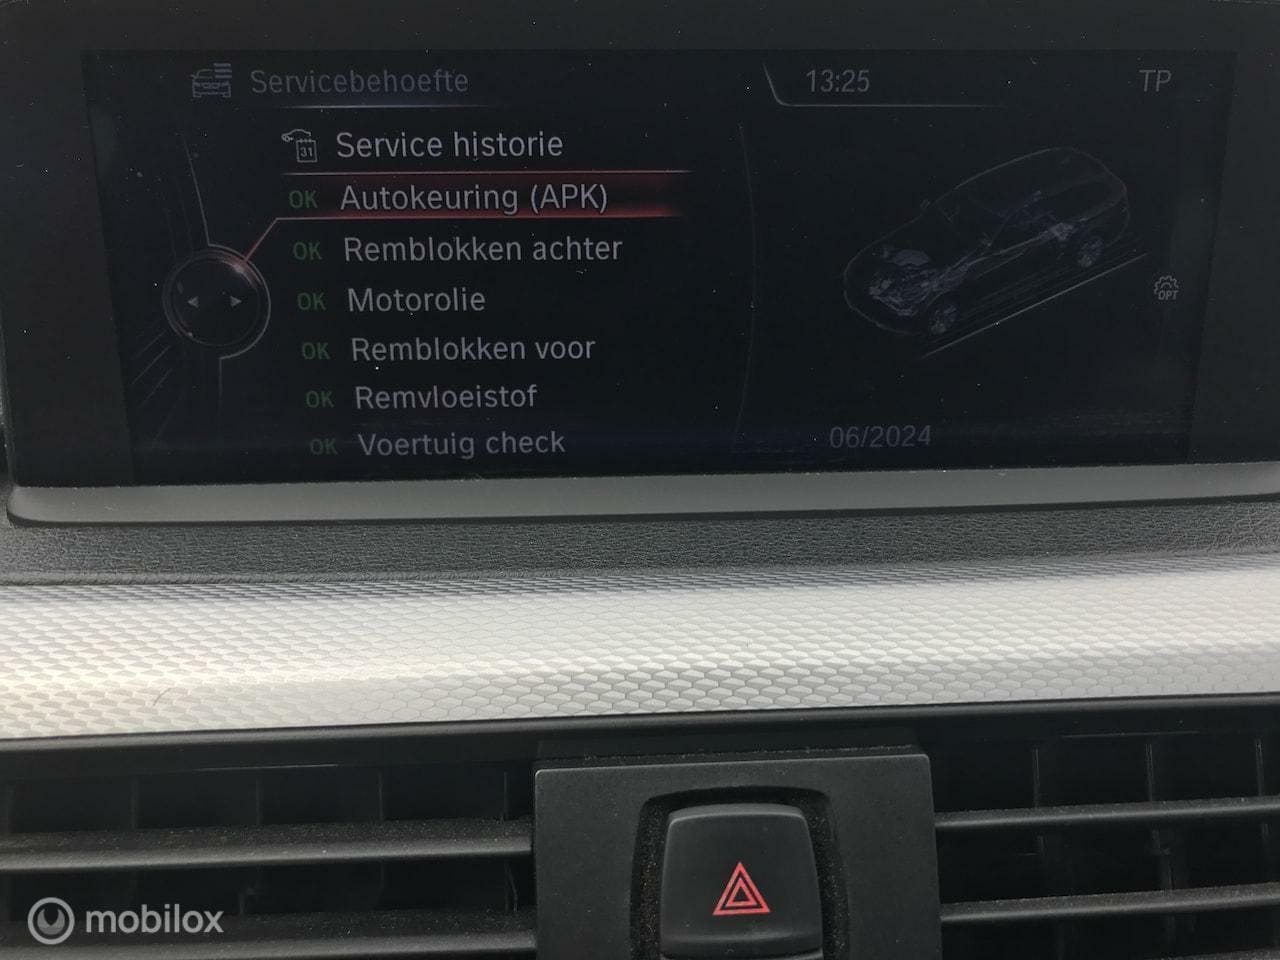 Servicebehoefte 13:25 TP
31 Service historie
OK Autokeuring (APK)
OK Remblokken achter
OK Motorolie
OPT
OK Remblokken voor
OK Remvloeistof
OK Voertuig check
06/2024
mobilox